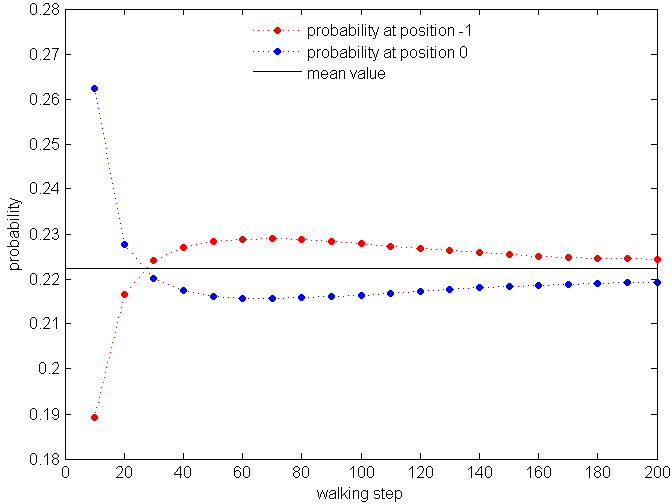 0.28
0.27
0.26
0.25
0.24
0.23
0.22
0.21
0.2
0.19
0.18
probability
probability at position -1
probability at position 0
mean value
0 20 40 60 80 100 120 140 160 180 200
walking step